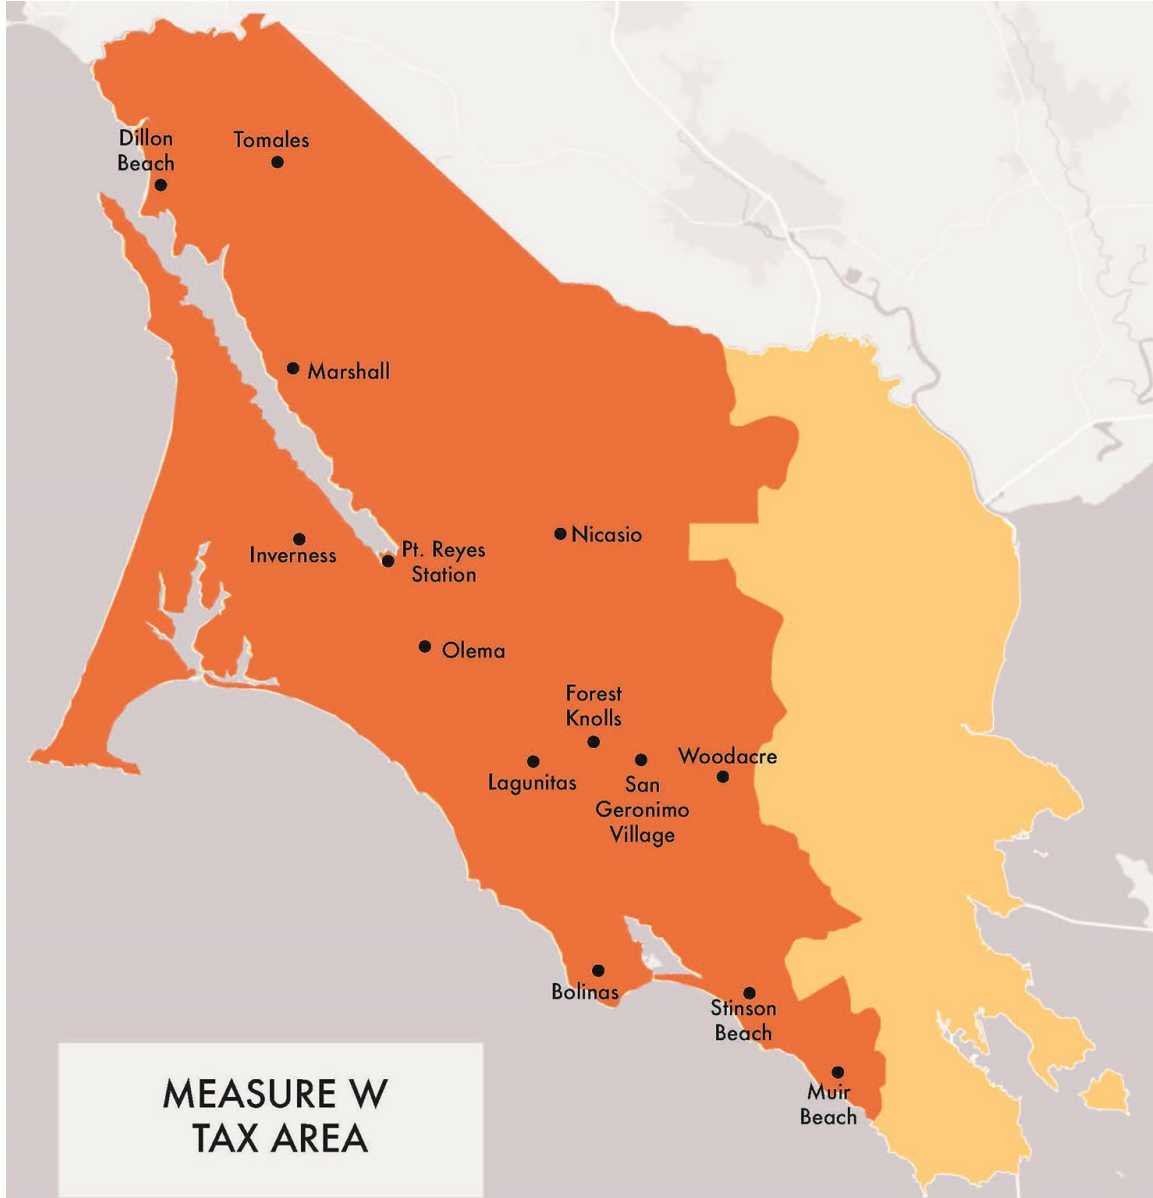 Dillon
Beach
Tomales
Marshall
Inverness
Pt. Reyes
Station
Nicasio
Olema
Forest
Knolls
Lagunitas
San
Geronimo
Village
Woodacre
Bolinas
Stinson
Beach
Muir
Beach
MEASURE W
TAX AREA